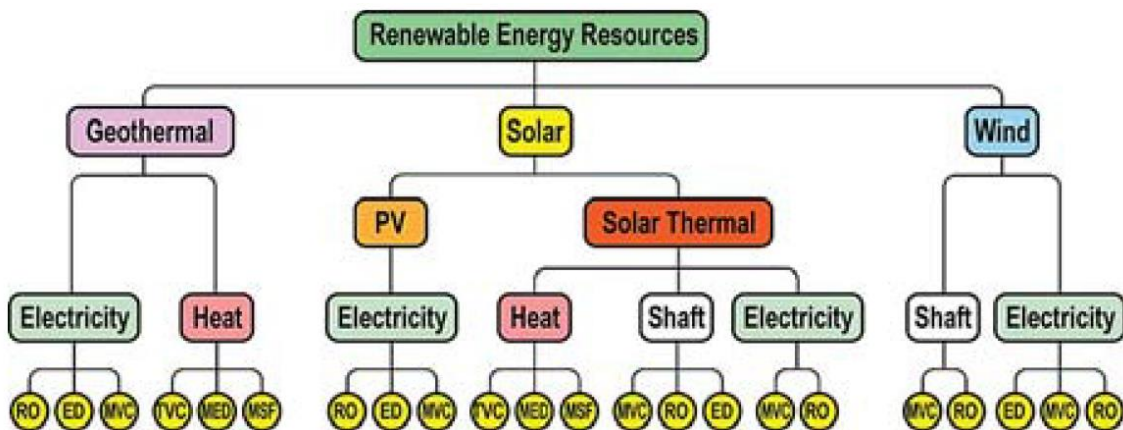 Renewable Energy Resources
Geothermal Solar Wind
PV Solar Thermal
Electricity Heat Electricity Heat Shaft Electricity Shaft Electricity
RO ED MVC TVC MED MSF RO ED MVC TVC MED MSF MVC RO ED MVC RO MVC RO ED MVC RO